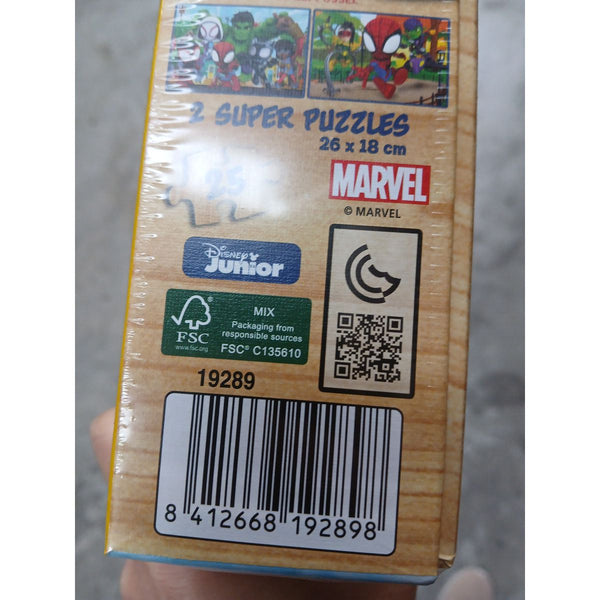 2 SUPER PUZZLES
26 x 18 cm
25
MARVEL
© MARVEL
DISNEY
JUNIOR
MIX
Packaging from
responsible sources
FSC® C135610
FSC
www.fsc.org
19289
8 412668 192898